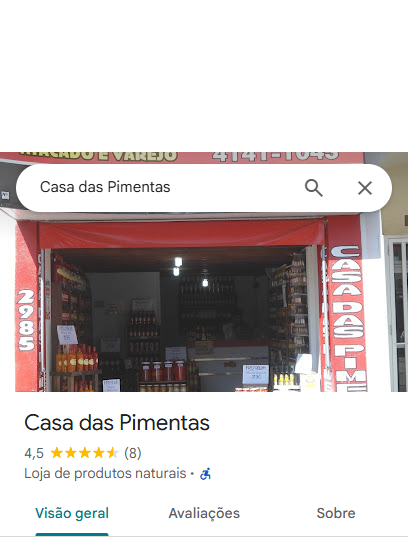 ATACADO E VAREJO 4141-1043
Casa das Pimentas
2985
CASA DAS PIME
Casa das Pimentas
4,5 (8)
Loja de produtos naturais •
Visão geral Avaliações Sobre